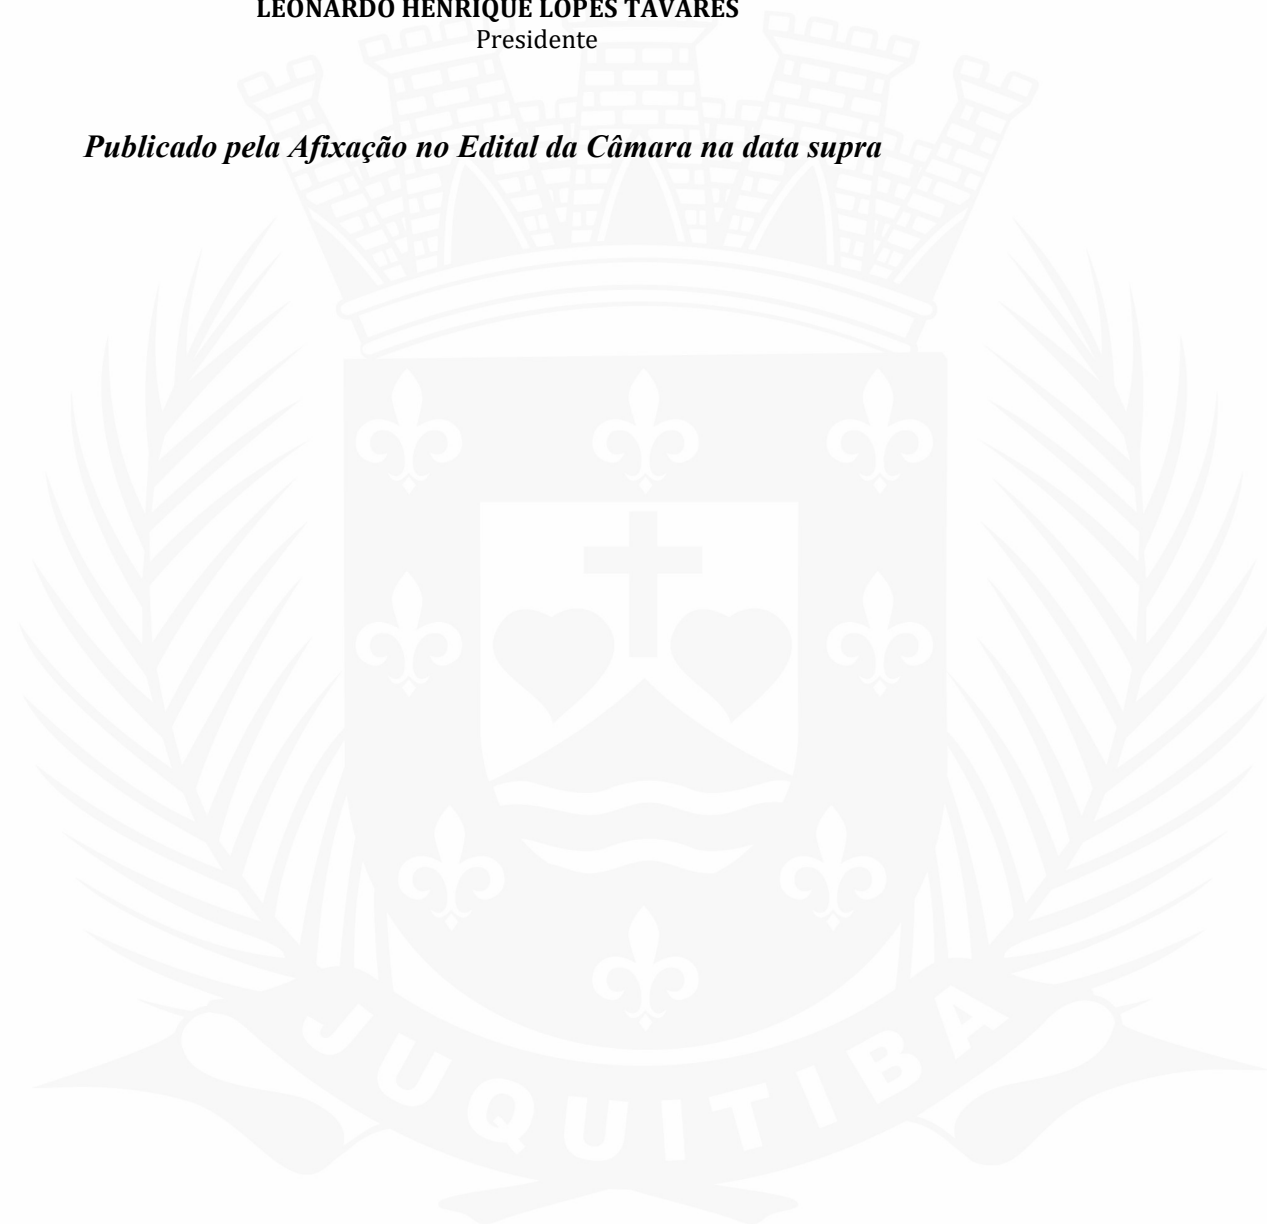 LEONARDO HENRIQUE LOPES TAVARES
Presidente
Publicado pela Afixação no Edital da Câmara na data supra
JUQUITIBA